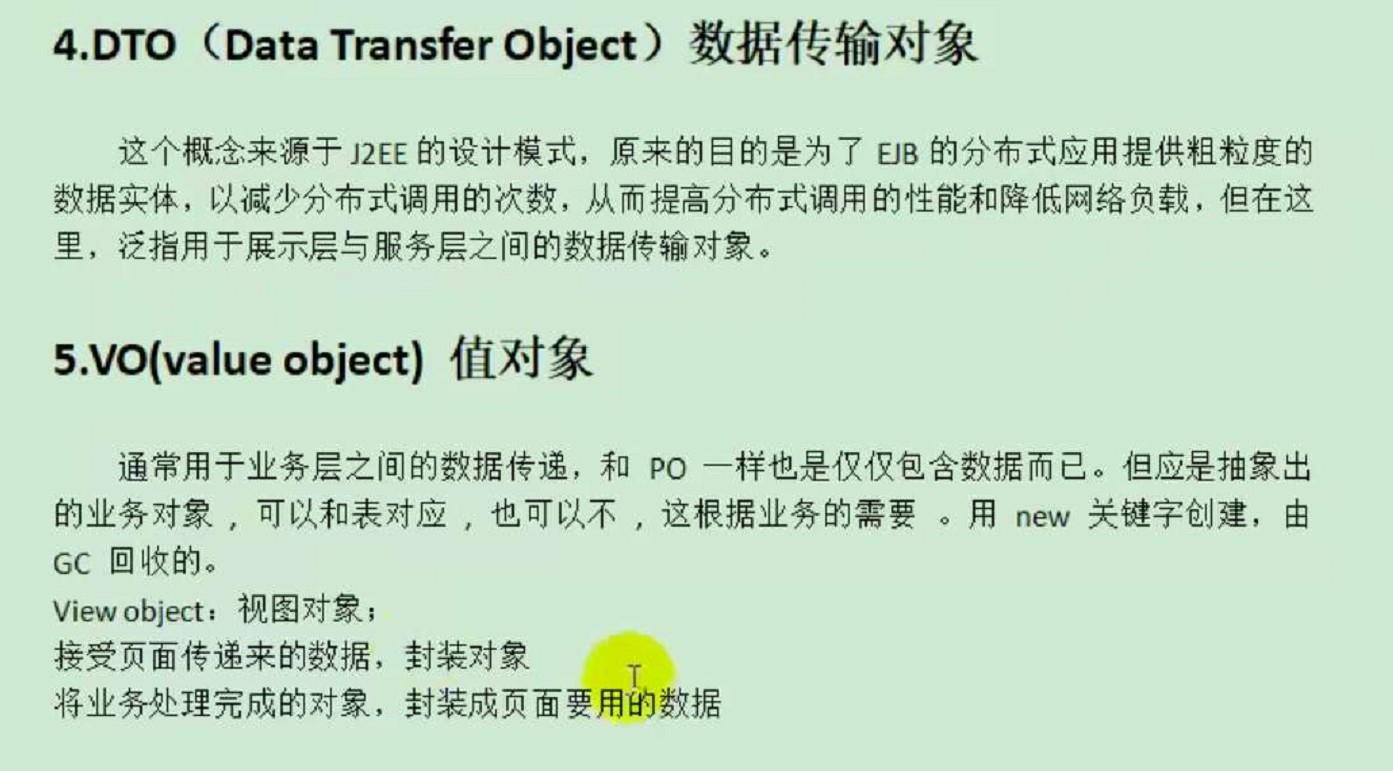 4.DTO（Data Transfer Object）数据传输对象
这个概念来源于 J2EE 的设计模式，原来的目的是为了 EJB 的分布式应用提供粗粒度的
数据实体，以减少分布式调用的次数，从而提高分布式调用的性能和降低网络负载，但在这
里，泛指用于展示层与服务层之间的数据传输对象。
5.VO(value object) 值对象
通常用于业务层之间的数据传递，和 PO 一样也是仅仅包含数据而已。但应是抽象出
的业务对象 , 可以和表对应 , 也可以不 , 这根据业务的需要 。用 new 关键字创建，由
GC 回收的。
View object：视图对象；
接受页面传递来的数据，封装对象
将业务处理完成的对象，封装成页面要用的数据